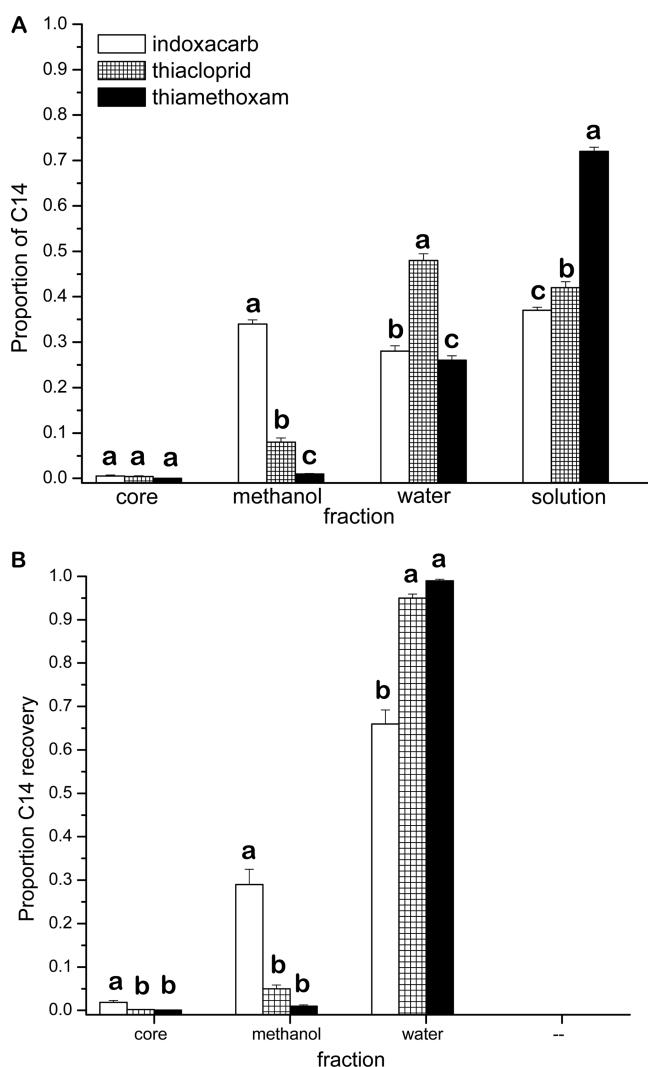 A
indoxacarb
thiacloprid
thiamethoxam
1.0
0.9
0.8
0.7
0.6
0.5
0.4
0.3
0.2
0.1
0.0
Proportion of C14
a a a
a b c
b a c
c b a
core methanol water solution
fraction
B
1.0
0.9
0.8
0.7
0.6
0.5
0.4
0.3
0.2
0.1
0.0
Proportion C14 recovery
a b b
a b b
b a a
core methanol water --
fraction